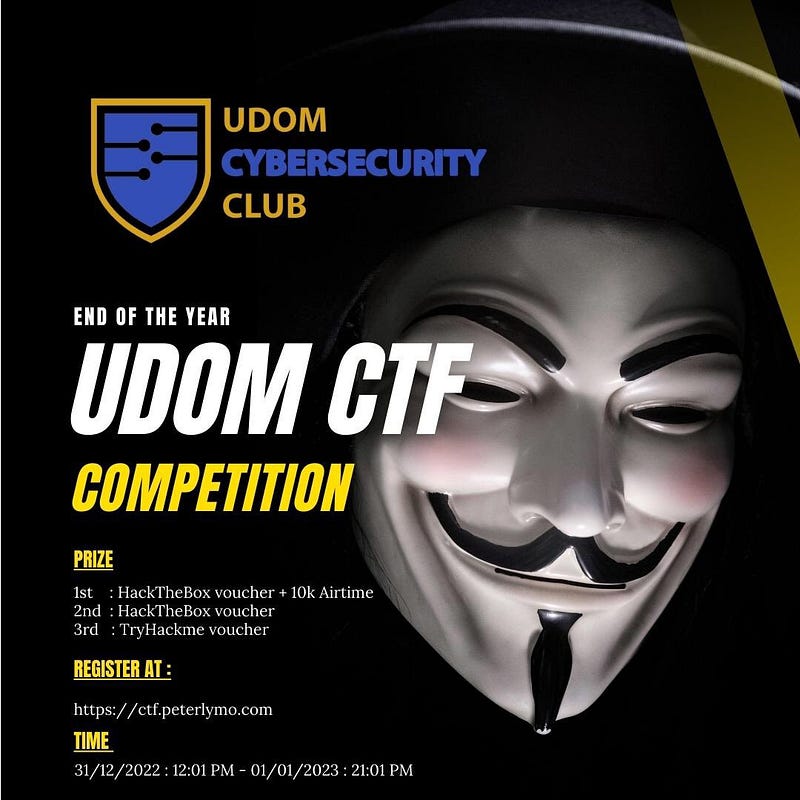 UDOM
CYBERSECURITY
CLUB
END OF THE YEAR
UDOM CTF
COMPETITION
PRIZE
1st : HackTheBox voucher + 10k Airtime
2nd : HackTheBox voucher
3rd : TryHackme voucher
REGISTER AT :
https://ctf.peterlymo.com
TIME
31/12/2022 : 12:01 PM - 01/01/2023 : 21:01 PM